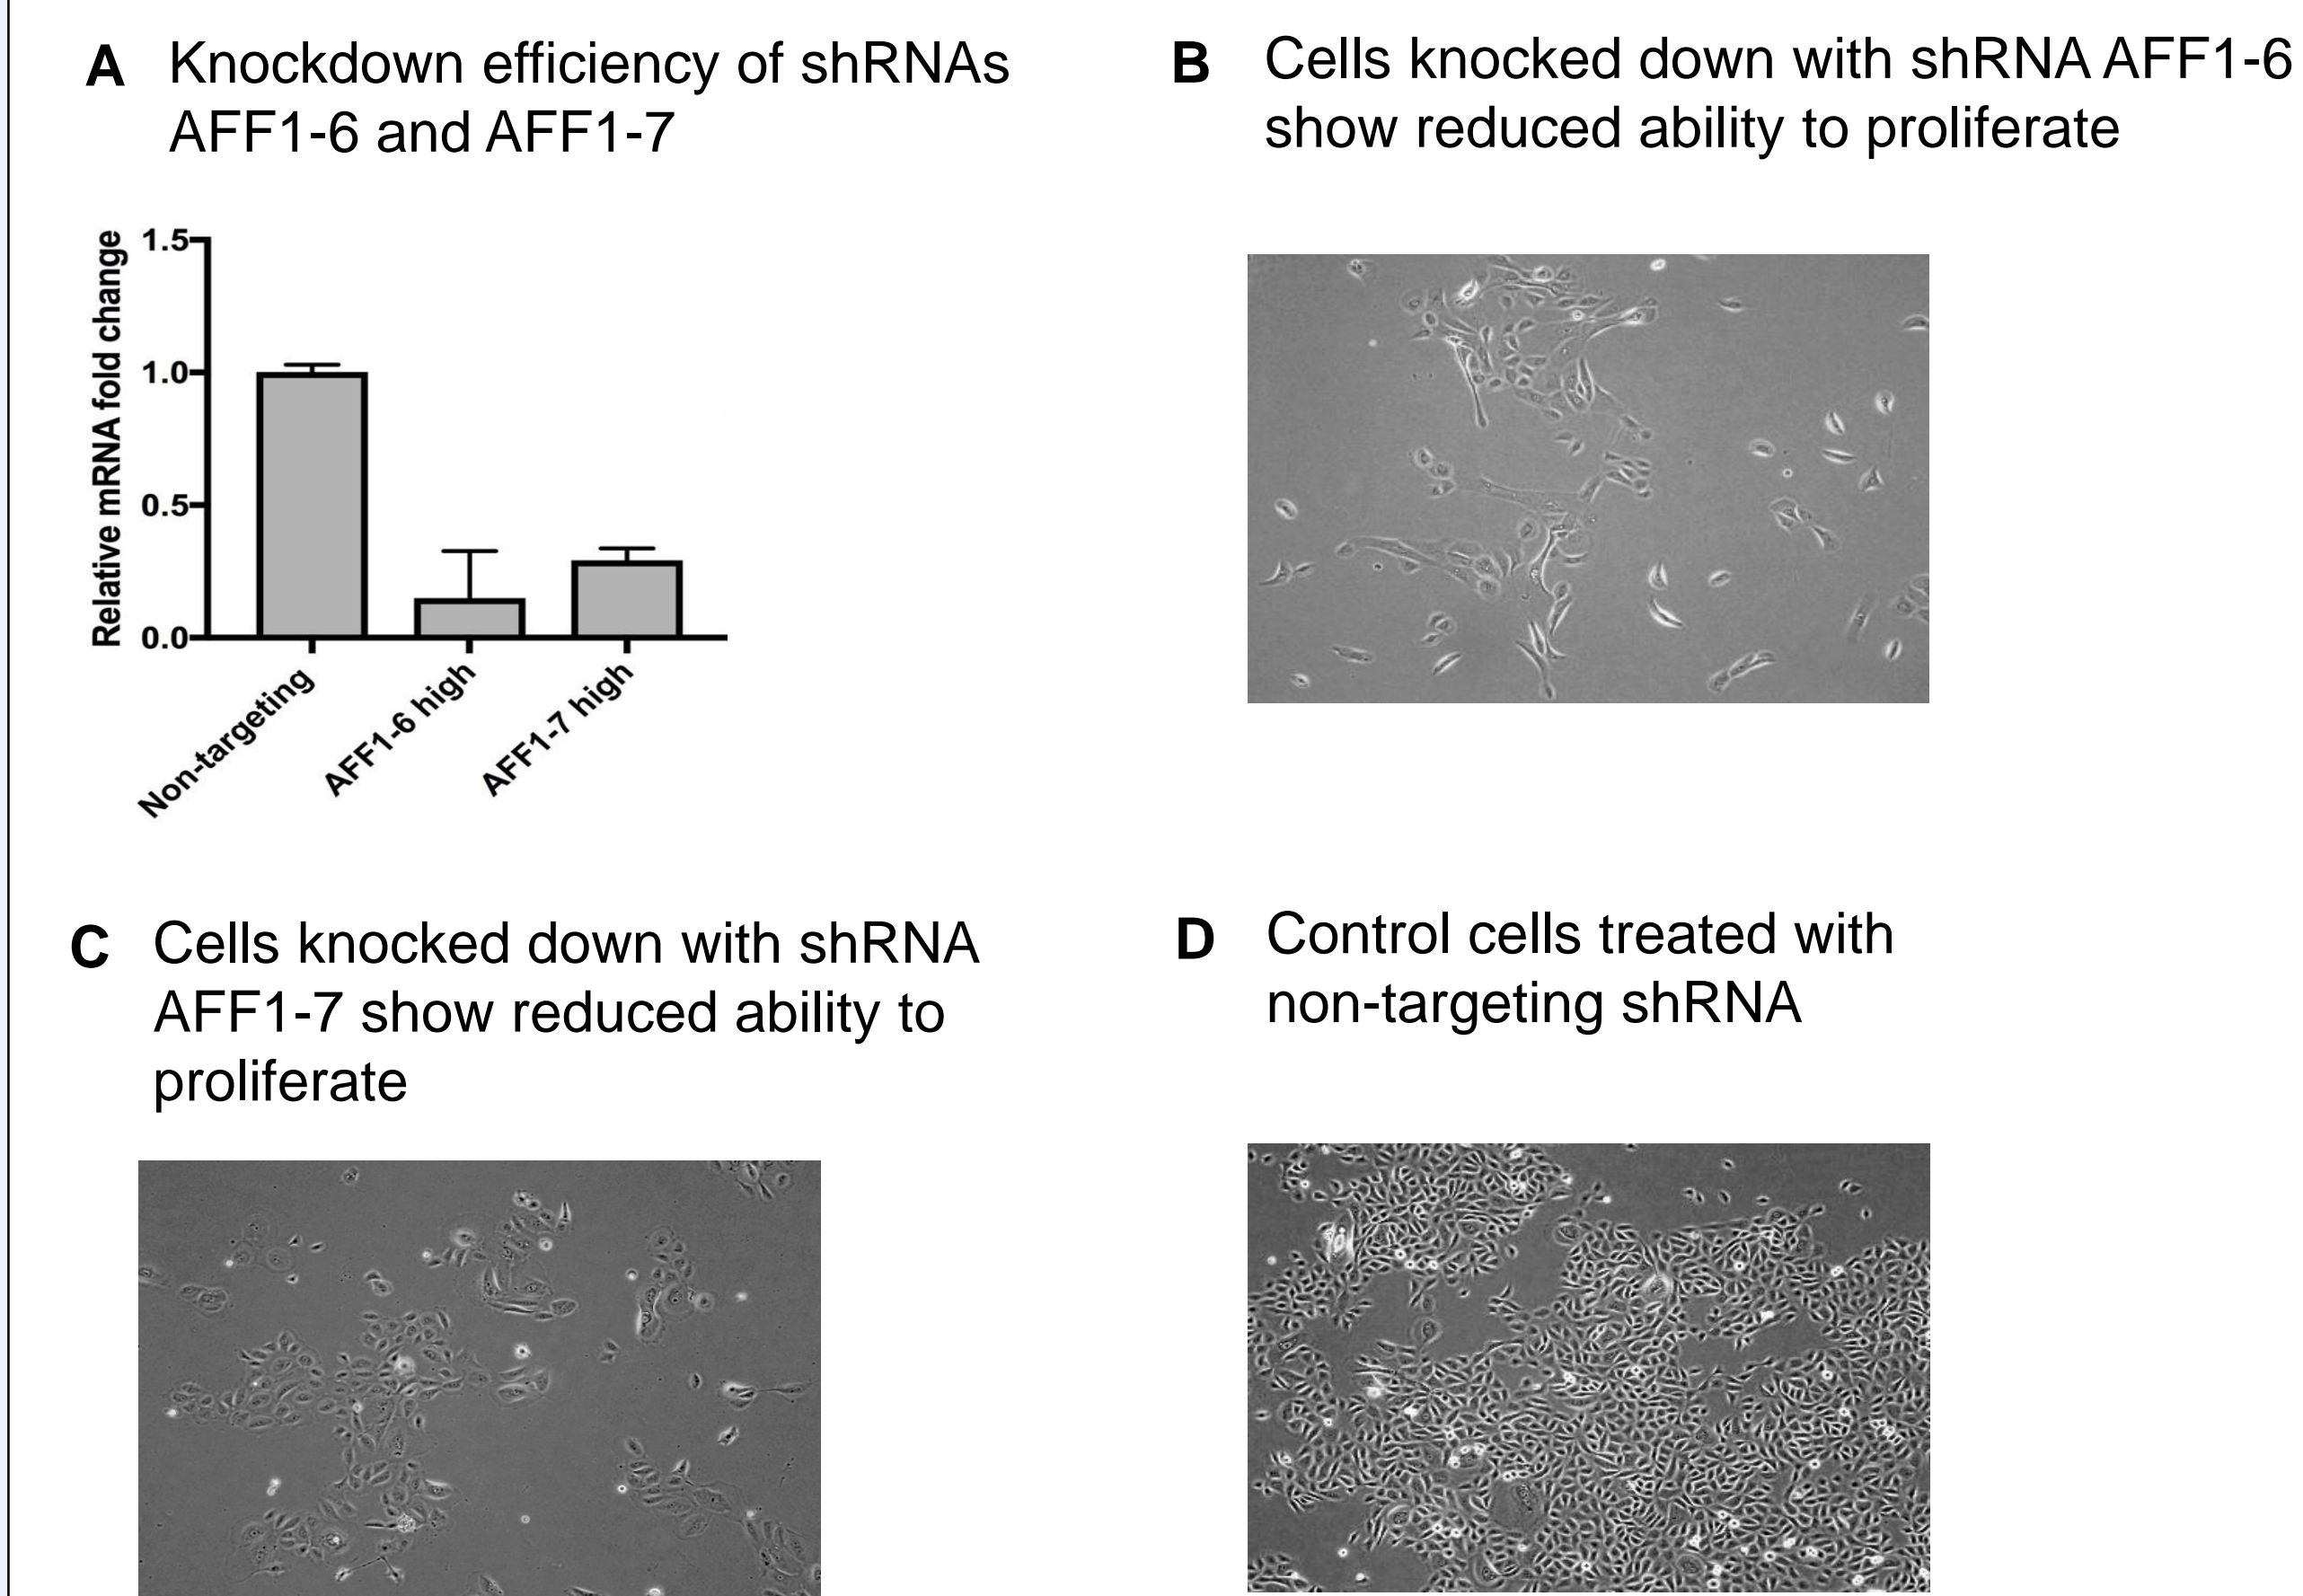 A Knockdown efficiency of shRNAs
AFF1-6 and AFF1-7
Relative mRNA fold change
1.5
1.0
0.5
0.0
Non-targeting
AFF1-6 high
AFF1-7 high
B Cells knocked down with shRNA AFF1-6
show reduced ability to proliferate
C Cells knocked down with shRNA
AFF1-7 show reduced ability to
proliferate
D Control cells treated with
non-targeting shRNA